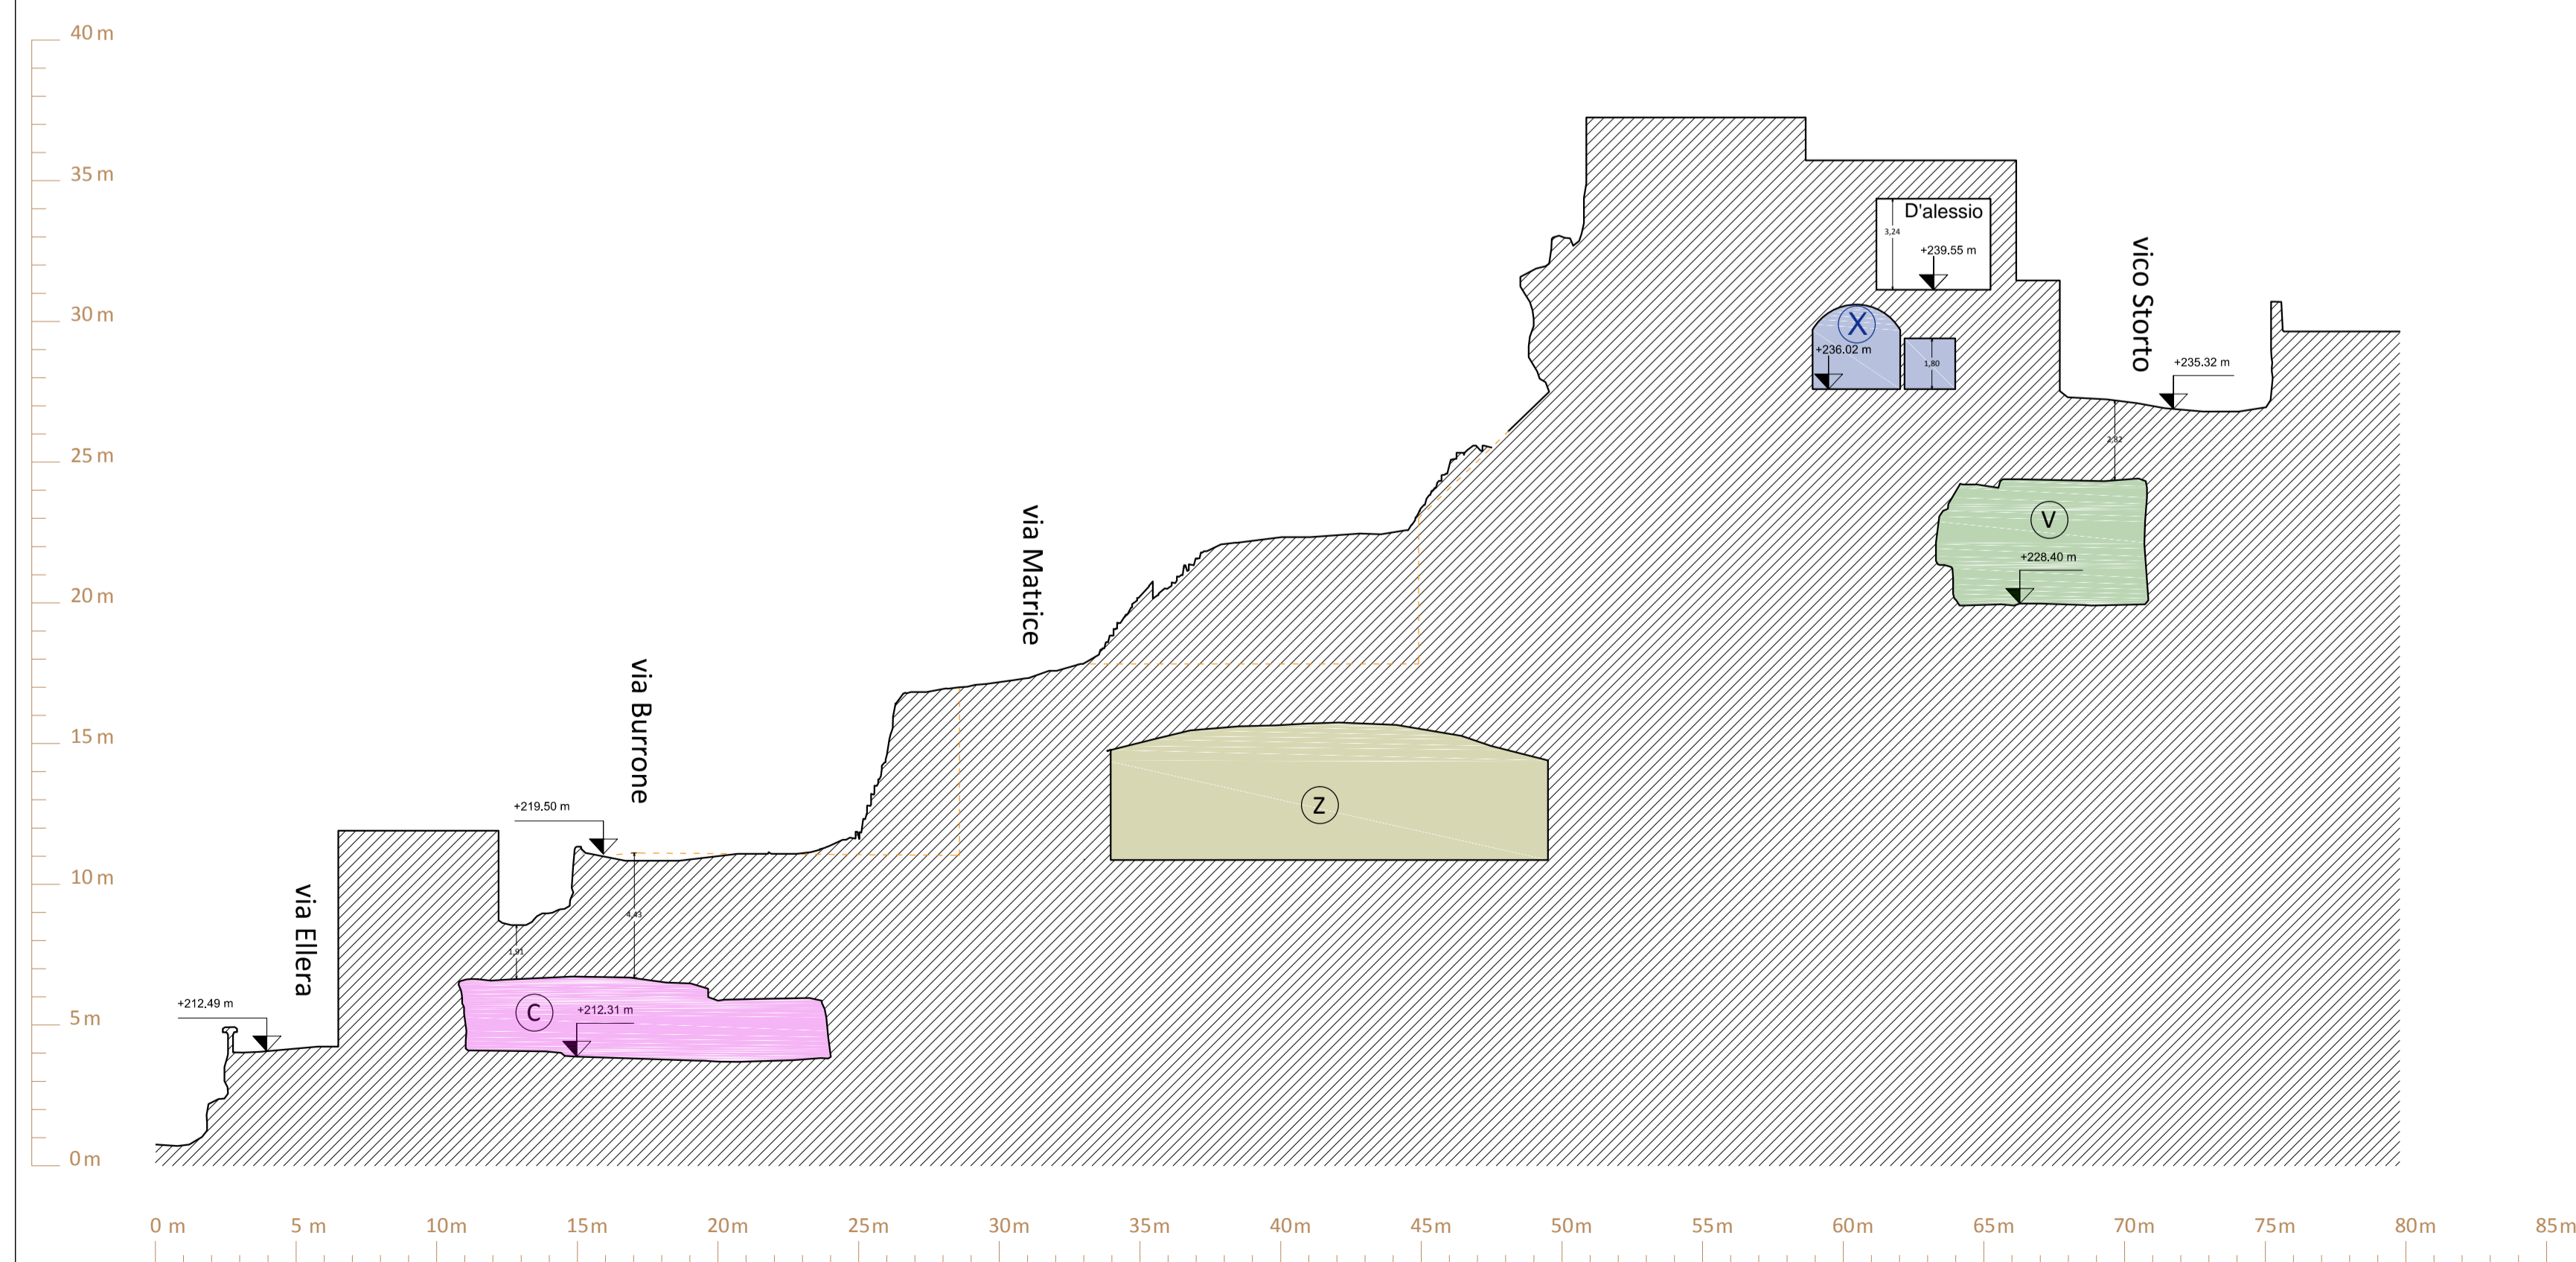 40 m
35 m
30 m
25 m
20 m
15 m
10 m
5 m
0 m
D'alessio
3,24
+239.55 m
X
+236.02 m
1,80
vico Storto
+235.32 m
2,82
V
+228.40 m
via Matrice
via Burrone
Z
+219.50 m
4,43
via Ellera
1,91
+212.49 m
C
+212.31 m
0 m 5 m 10m 15m 20m 25m 30m 35m 40m 45m 50m 55m 60m 65m 70m 75m 80m 85m